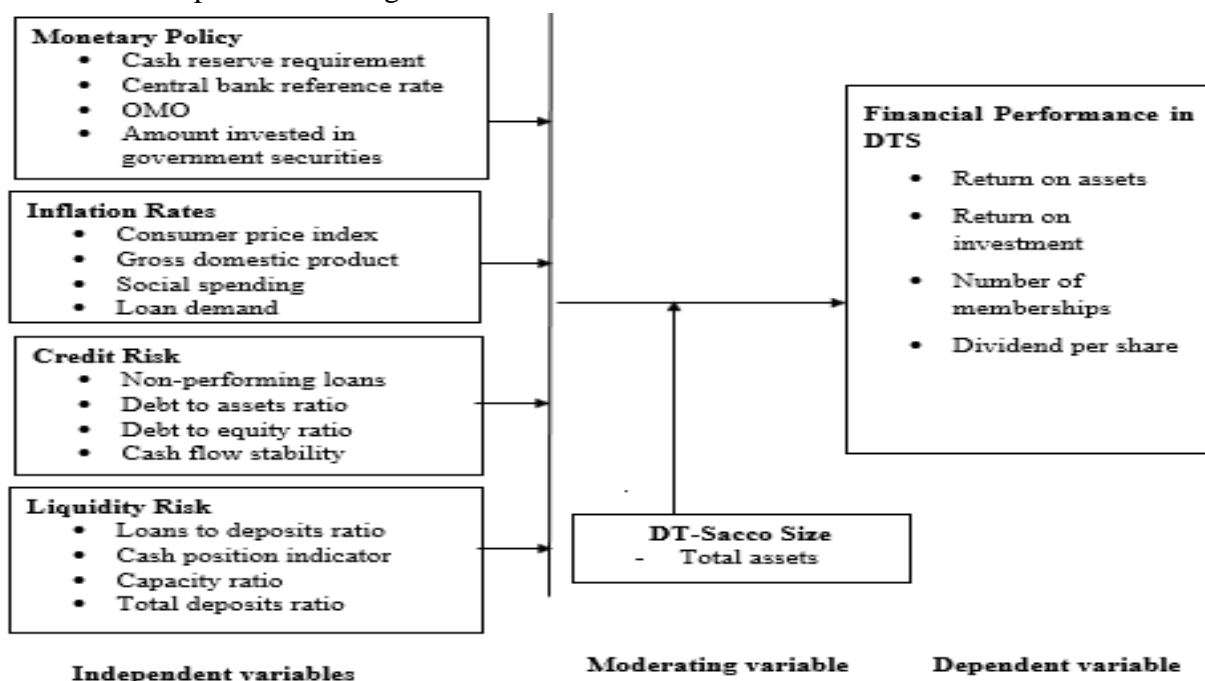 Monetary Policy
• Cash reserve requirement
• Central bank reference rate
• OMO
• Amount invested in
government securities
Inflation Rates
• Consumer price index
• Gross domestic product
• Social spending
• Loan demand
Credit Risk
• Non-performing loans
• Debt to assets ratio
• Debt to equity ratio
• Cash flow stability
Liquidity Risk
• Loans to deposits ratio
• Cash position indicator
• Capacity ratio
• Total deposits ratio
Independent variables
DT-Sacco Size
- Total assets
Moderating variable
Financial Performance in
DTS
• Return on assets
• Return on
investment
• Number of
memberships
• Dividend per share
Dependent variable